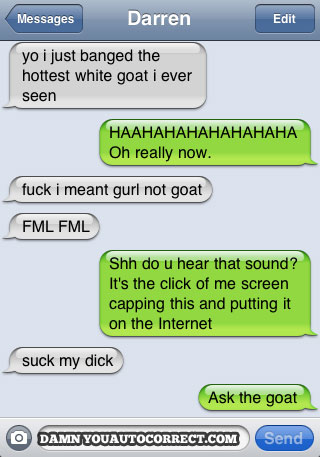 Messages
Darren
Edit
yo i just banged the
hottest white goat i ever
seen
HAAHAHAHAHAHAHAHA
Oh really now.
fuck i meant gurl not goat
FML FML
Shh do u hear that sound?
It's the click of me screen
capping this and putting it
on the Internet
suck my dick
Ask the goat
DAMNYOUAUTOCORRECT.COM
Send